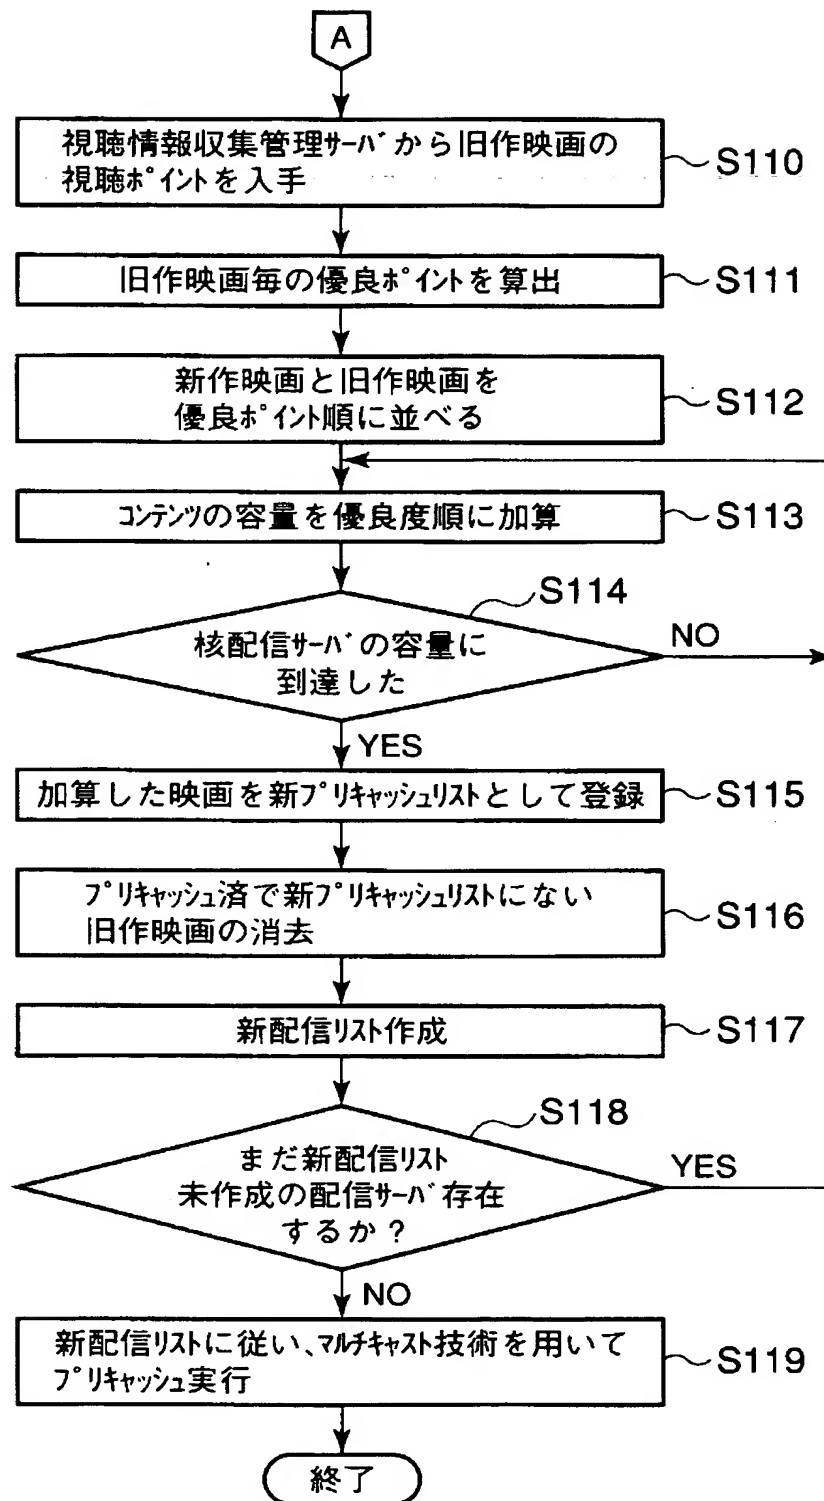 A
視聴情報収集管理ｻｰﾊﾞから旧作映画の
視聴ﾎﾟｲﾝﾄを入手
S110
旧作映画毎の優良ﾎﾟｲﾝﾄを算出
S111
新作映画と旧作映画を
優良ﾎﾟｲﾝﾄ順に並べる
S112
ｺﾝﾃﾝﾂの容量を優良度順に加算
S113
S114
核配信ｻｰﾊﾞの容量に
到達した
NO
YES
加算した映画を新ﾌﾟﾘｷｬｯｼｭﾘｽﾄとして登録
S115
ﾌﾟﾘｷｬｯｼｭ済で新ﾌﾟﾘｷｬｯｼｭﾘｽﾄにない
旧作映画の消去
S116
新配信ﾘｽﾄ作成
S117
S118
まだ新配信ﾘｽﾄ
未作成の配信ｻｰﾊﾞ存在
するか？
YES
NO
新配信ﾘｽﾄに従い、ﾏﾙﾁｷｬｽﾄ技術を用いて
ﾌﾟﾘｷｬｯｼｭ実行
S119
終了